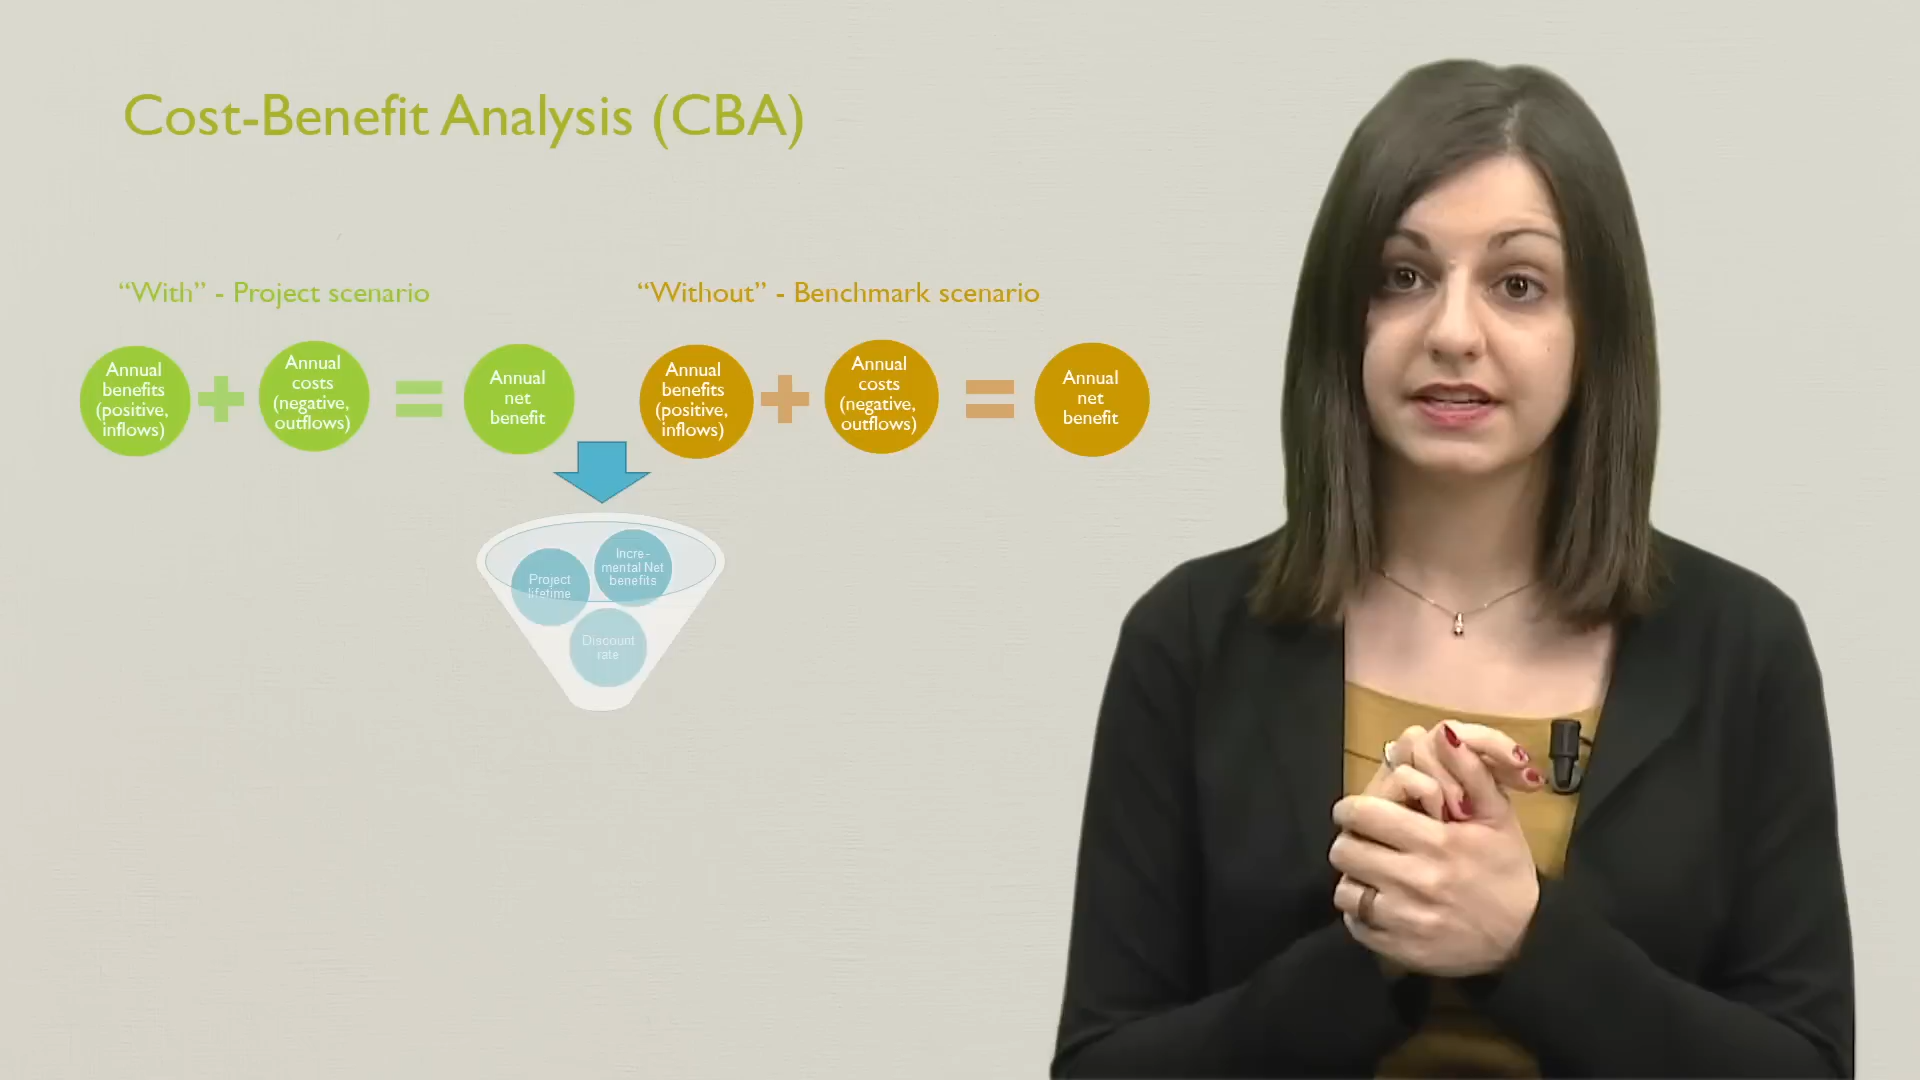 Cost-Benefit Analysis (CBA)
“With” - Project scenario
Annual
benefits
(positive,
inflows)
Annual
costs
(negative,
outflows)
Annual
net
benefit
“Without” - Benchmark scenario
Annual
benefits
(positive,
inflows)
Annual
costs
(negative,
outflows)
Annual
net
benefit
Project
lifetime
Incre-
mental Net
benefits
Discount
rate